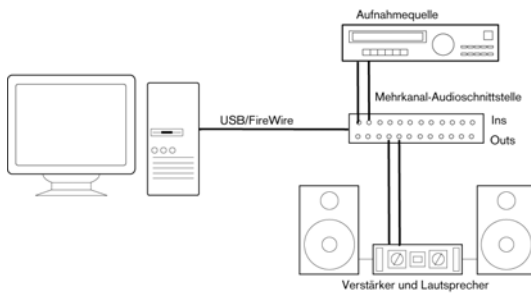 Aufnahmequelle
Mehrkanal-Audioschnittstelle
USB/FireWire
Ins
Outs
Verstärker und Lautsprecher